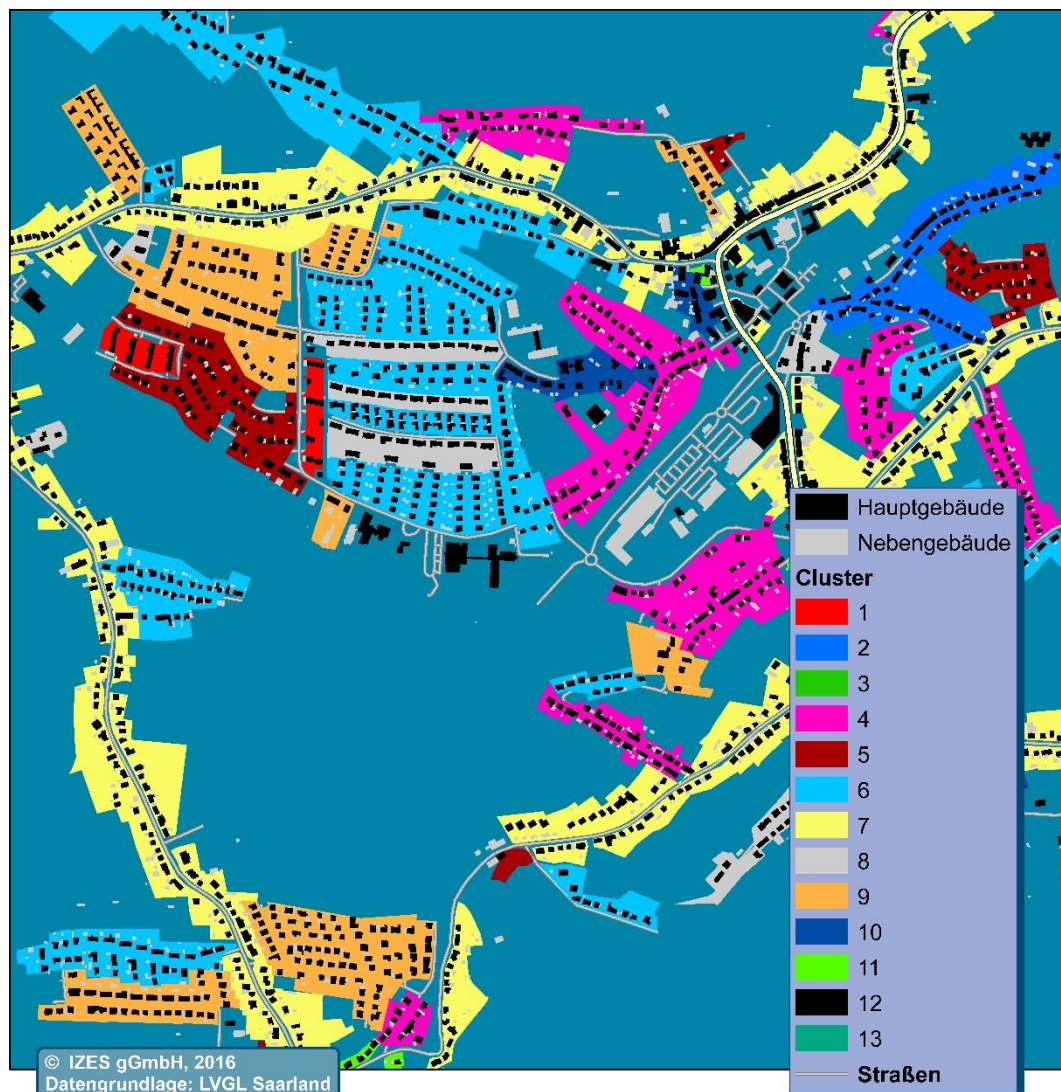 Hauptgebäude
Nebengebäude
Cluster
1
2
3
4
5
6
7
8
9
10
11
12
13
Straßen
© IZES gGmbH, 2016
Datengrundlage: LVGL Saarland